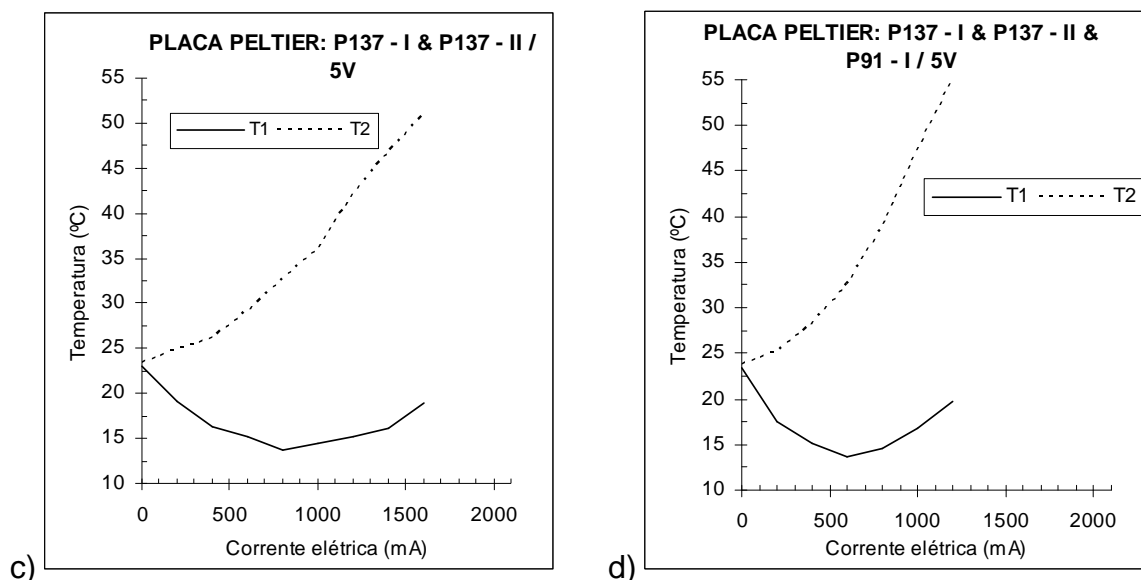 PLACA PELTIER: P137 - I & P137 - II /
5V
55
50
45
40
35
30
25
20
15
10
Temperatura (ºC)
T1
T2
0
500
1000
1500
2000
Corrente elétrica (mA)
c)
PLACA PELTIER: P137 - I & P137 - II &
P91 - I / 5V
55
50
45
40
35
30
25
20
15
10
Temperatura (ºC)
T1
T2
0
500
1000
1500
2000
Corrente elétrica (mA)
d)